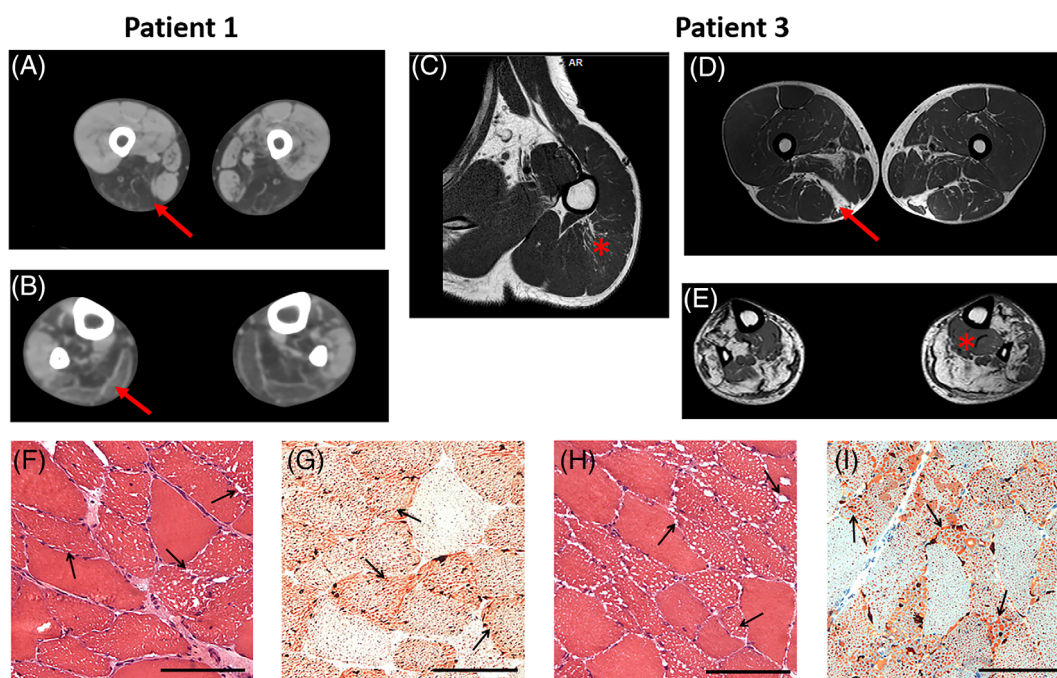 Patient 1
Patient 3
(A)
(B)
(C)
AR
(D)
(E)
(F)
(G)
(H)
(I)